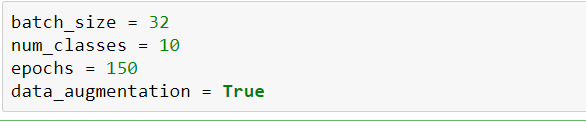 batch_size = 32
num_classes = 10
epochs = 150
data_augmentation = True